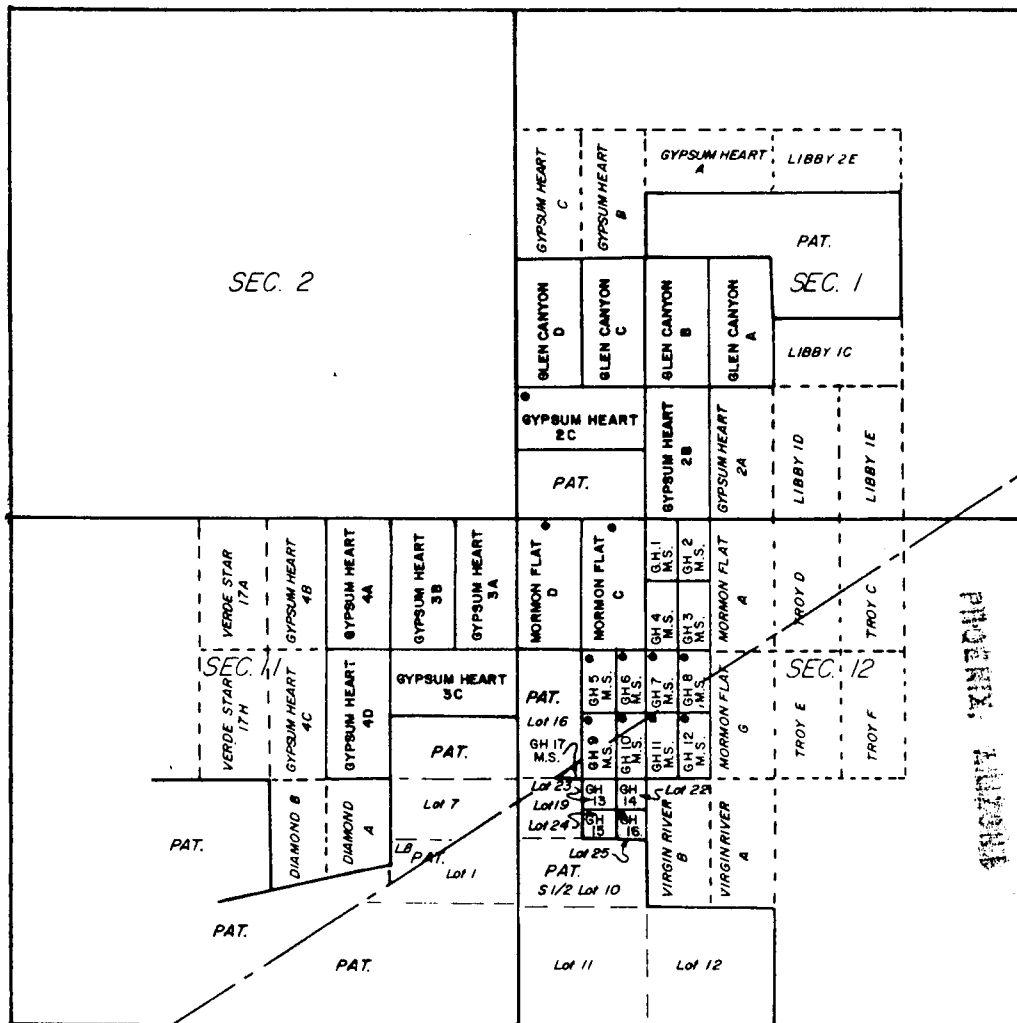 GYPSUM HEART
C
GYPSUM HEART
B
GYPSUM HEART
A
LIBBY 2E
PAT.
SEC. 2
SEC. 1
GLEN CANYON
D
GLEN CANYON
C
GLEN CANYON
B
GLEN CANYON
A
LIBBY 1C
GYPSUM HEART
2C
PAT.
GYPSUM HEART
2B
GYPSUM HEART
2A
LIBBY 1D
LIBBY 1E
VERDE STAR
17A
GYPSUM HEART
4B
GYPSUM HEART
4A
GYPSUM HEART
3B
GYPSUM HEART
3A
MORMON FLAT
D
MORMON FLAT
C
G.H. 1
M.S.
GH 2
M.S.
GH 4
M.S.
GH 3
M.S.
MORMON FLAT
A
TROY D
TROY C
SEC. 11
SEC. 12
VERDE STAR
17H
GYPSUM HEART
4C
GYPSUM HEART
4D
GYPSUM HEART
3C
PAT.
PAT.
Lot 16
GH 17
M.S.
GH 5
M.S.
GH 6
M.S.
GH 7
M.S.
GH 8
M.S.
GH 9
M.S.
GH 10
M.S.
GH 11
M.S.
GH 12
M.S.
MORMON FLAT
G
TROY E
TROY F
PAT.
DIAMOND B
DIAMOND
A
Lot 7
L8
PAT.
Lot 1
Lot 23
Lot 19
Lot 24
GH
13
GH
14
GH
15
GH
16
Lot 22
Lot 25
PAT.
S 1/2 Lot 10
VIRGIN RIVER
B
VIRGIN RIVER
A
PAT.
PAT.
Lot 11
Lot 12
PHOENIX, ARIZONA